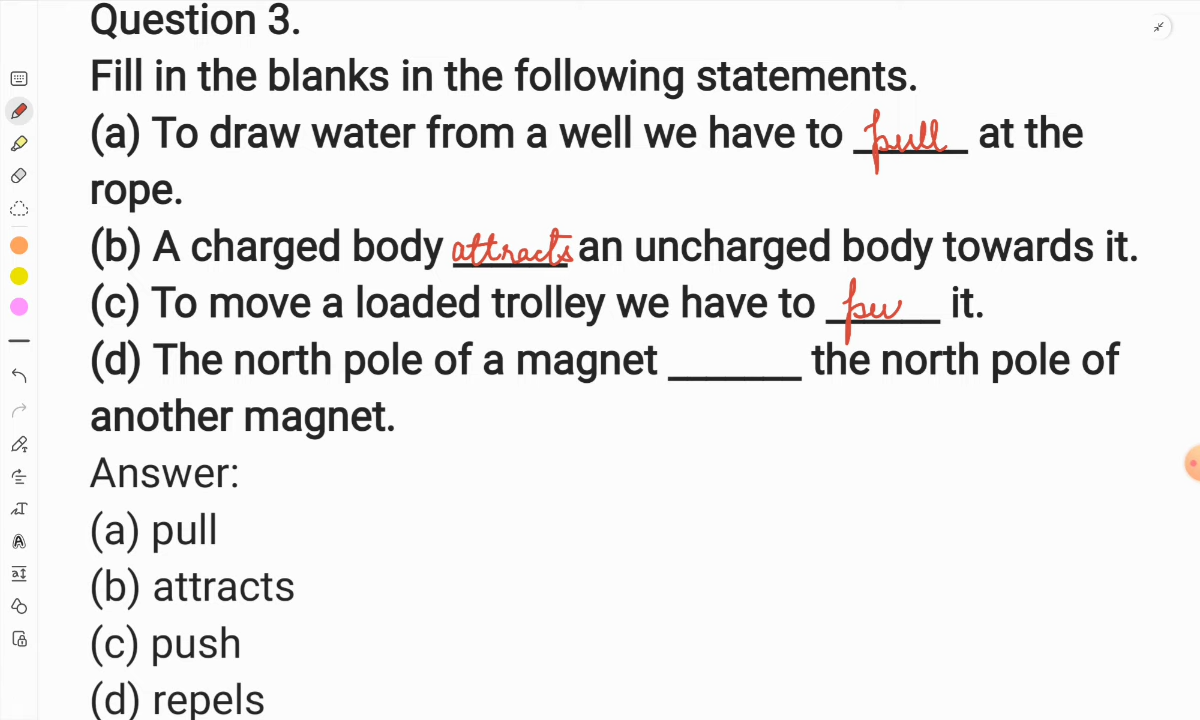 Question 3.
Fill in the blanks in the following statements.
(a) To draw water from a well we have to pull at the
rope.
(b) A charged body attracts an uncharged body towards it.
(c) To move a loaded trolley we have to pu it.
(d) The north pole of a magnet _______ the north pole of
another magnet.
Answer:
(a) pull
(b) attracts
(c) push
(d) repels